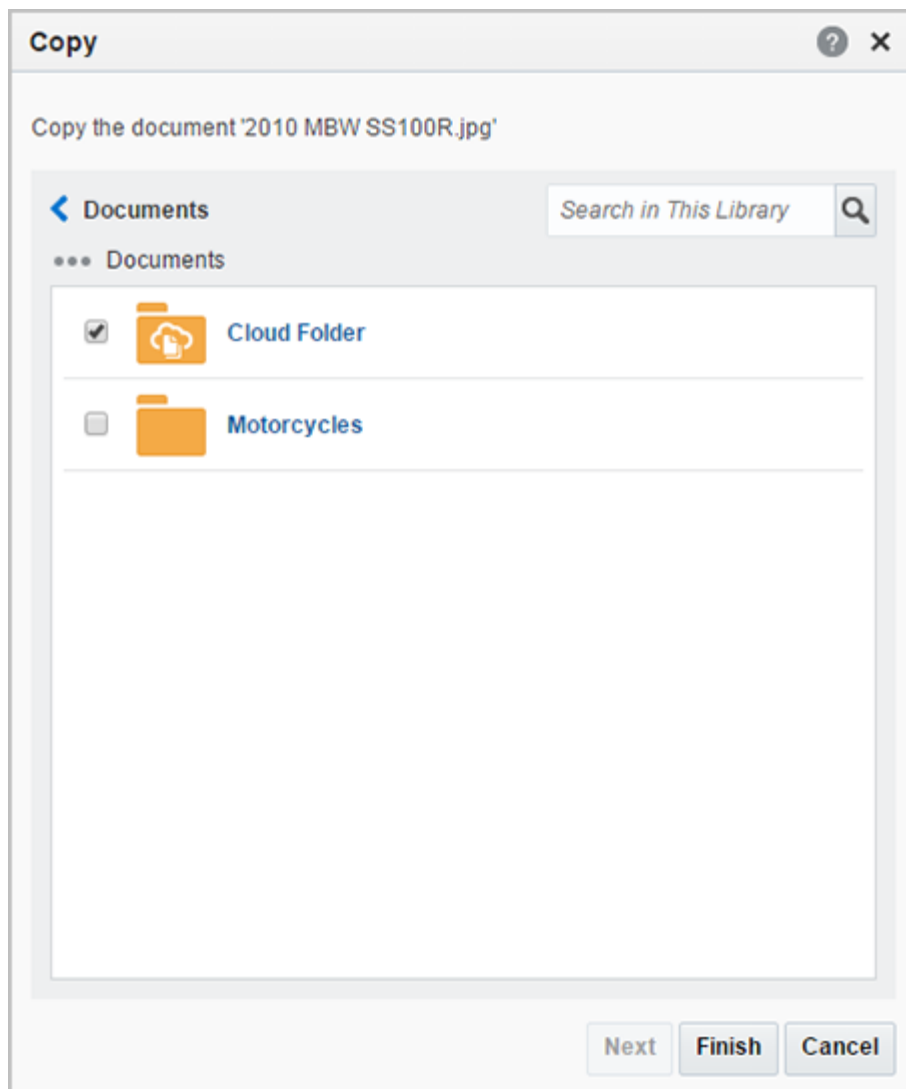 Copy
Copy the document '2010 MBW SS100R.jpg'
Documents
Search in This Library
Documents
Cloud Folder
Motorcycles
Next Finish Cancel